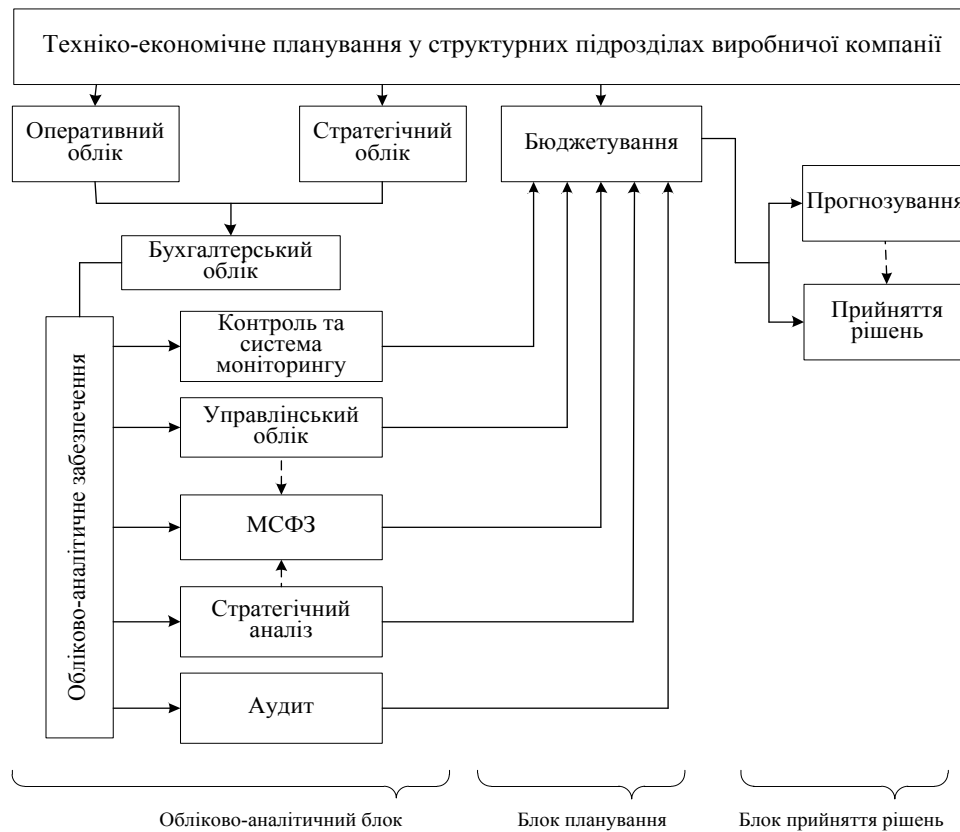 Техніко-економічне планування у структурних підрозділах виробничої компанії
Оперативний
облік
Стратегічний
облік
Бюджетування
Прогнозування
Бухгалтерський
облік
Прийняття
рішень
Обліково-аналітичне забезпечення
Контроль та
система
моніторингу
Управлінський
облік
МСФЗ
Стратегічний
аналіз
Аудит
Обліково-аналітичний блок
Блок планування
Блок прийняття рішень